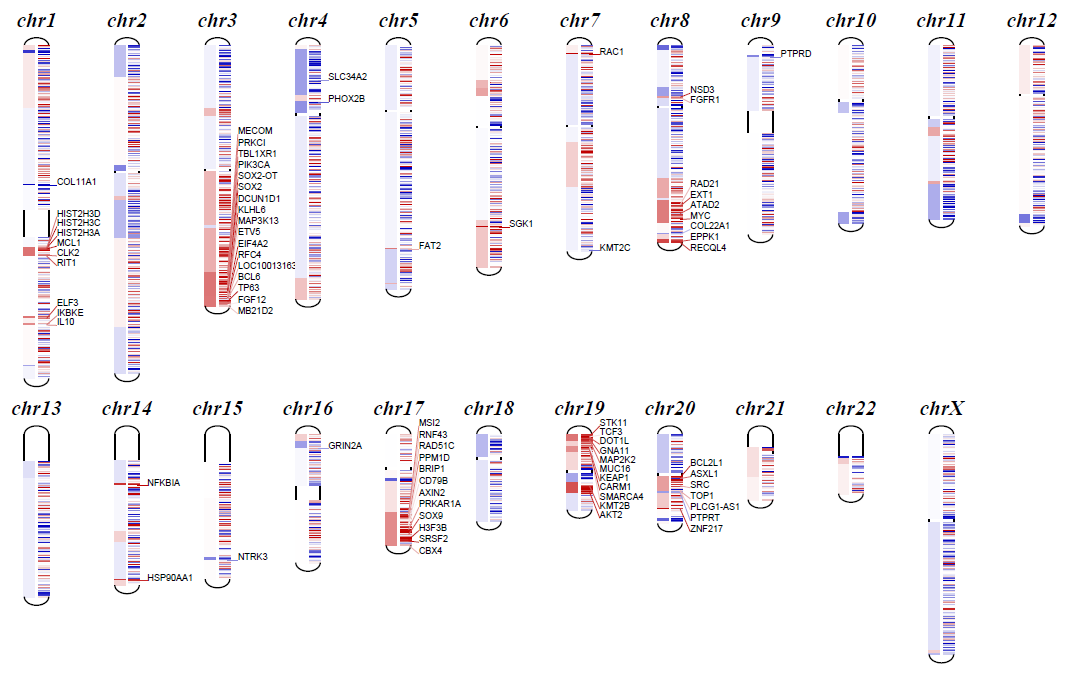 chr1
chr2
chr3
chr4
chr5
chr6
chr7
chr8
chr9
chr10
chr11
chr12
COL11A1
HIST2H3D
HIST2H3C
HIST2H3A
MCL1
CLK2
RIT1
ELF3
IKBKE
IL10
MECOM
PRKCI
TBL1XR1
PIK3CA
SOX2-OT
SOX2
DCUN1D1
KLHL6
MAP3K13
ETV5
EIF4A2
RFC4
LOC10013163
BCL6
TP63
FGF12
MB21D2
SLC34A2
PHOX2B
FAT2
SGK1
RAC1
KMT2C
NSD3
FGFR1
RAD21
EXT1
ATAD2
MYC
COL22A1
EPPK1
RECQL4
PTPRD
chr13
chr14
chr15
chr16
chr17
chr18
chr19
chr20
chr21
chr22
chrX
NFKBIA
HSP90AA1
NTRK3
GRIN2A
MSI2
RNF43
RAD51C
PPM1D
BRIP1
CD79B
AXIN2
PRKAR1A
SOX9
H3F3B
SRSF2
CBX4
STK11
TCF3
DOT1L
GNA11
MAP2K2
MUC16
KEAP1
CARM1
SMARCA4
KMT2B
AKT2
BCL2L1
ASXL1
SRC
TOP1
PLCG1-AS1
PTPRT
ZNF217